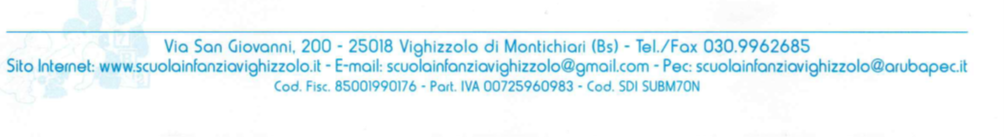 Via San Giovanni, 200 - 25018 Vighizzolo di Montichiari (Bs) - Tel./Fax 030.9962685
Sito Internet: www.scuolainfanziavighizzolo.it - E-mail: scuolainfanziavighizzolo@gmail.com - Pec: scuolainfanziavighizzolo@arubapec.it
Cod. Fisc. 85001990176 - Part. IVA 00725960983 - Cod. SDI SUBM70N